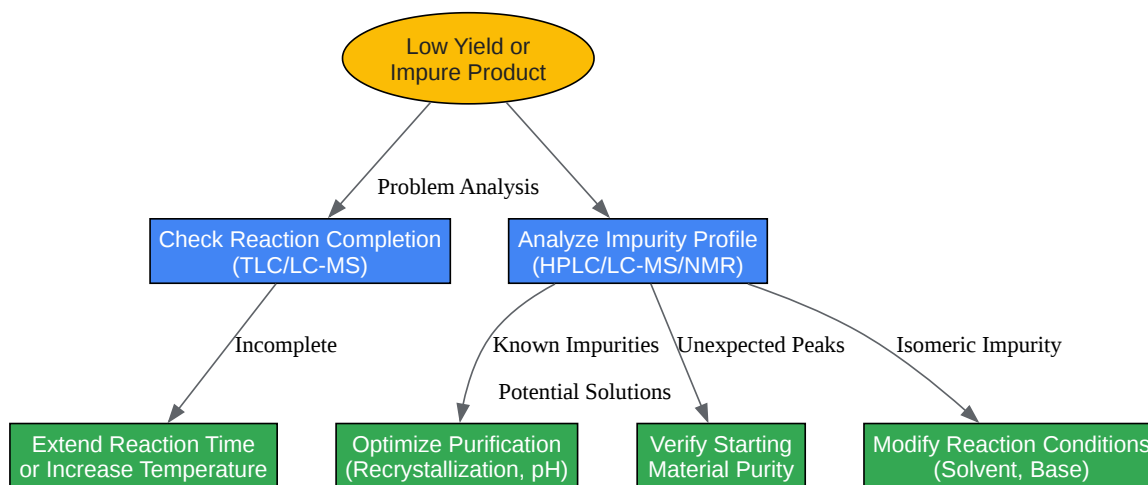 Low Yield or
Impure Product
Problem Analysis
Check Reaction Completion
(TLC/LC-MS)
Analyze Impurity Profile
(HPLC/LC-MS/NMR)
Incomplete
Known Impurities
Unexpected Peaks
Isomeric Impurity
Potential Solutions
Extend Reaction Time
or Increase Temperature
Optimize Purification
(Recrystallization, pH)
Verify Starting
Material Purity
Modify Reaction Conditions
(Solvent, Base)